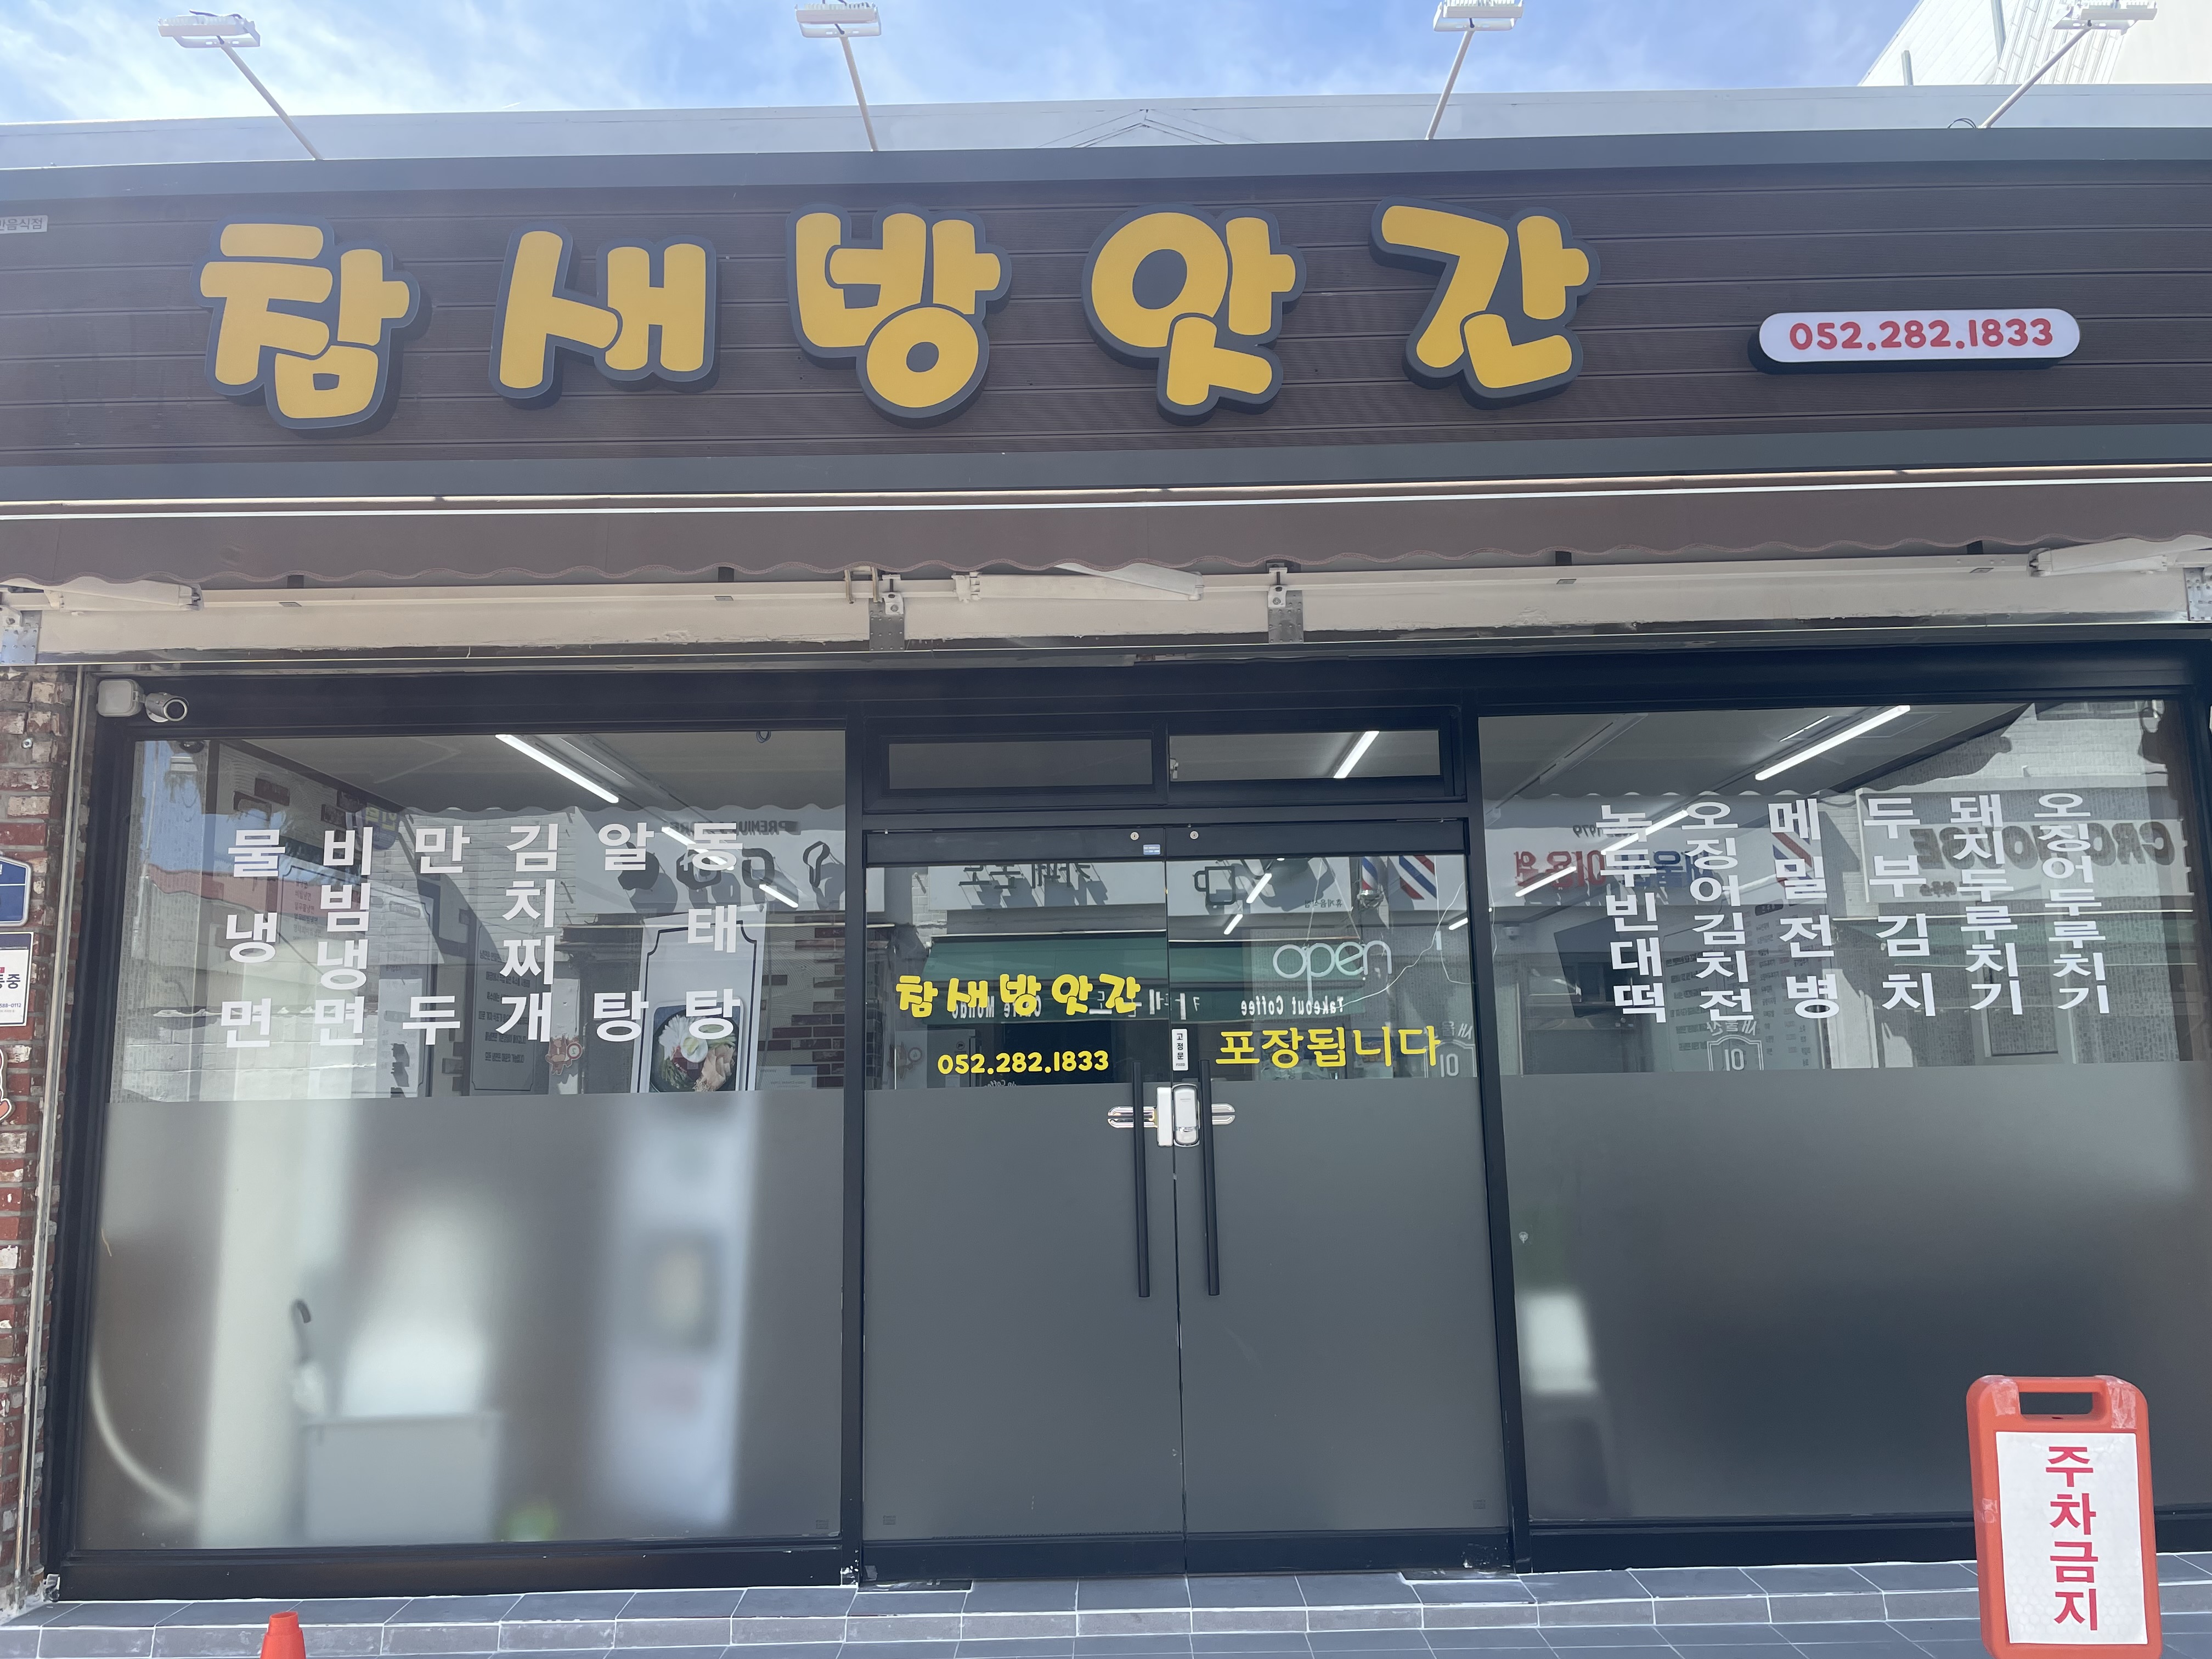 참새방앗간
052.282.1833
물냉면
비빔냉면
만두
김치찌개
알탕
동태탕
참새방앗간
052.282.1833
open
포장됩니다
고정문
녹두빈대떡
오징어김치전
메밀전병
두부김치
돼지두루치기
오징어두루치기
주차금지